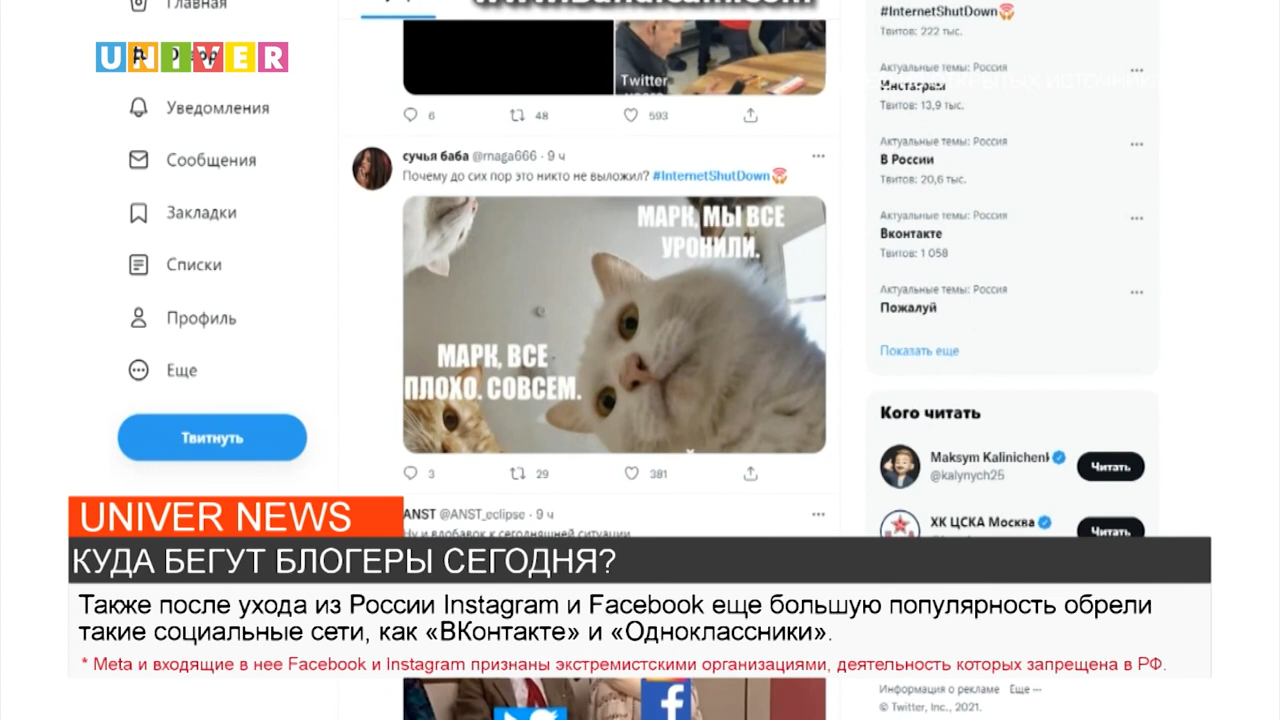 Главная
UNIVER
Уведомления
Сообщения
Закладки
Списки
Профиль
Еще
Твитнуть
Twitter
6
48
593
сучья баба @rnaga666 · 9 ч
Почему до сих пор это никто не выложил? #InternetShutDown
МАРК, МЫ ВСЕ
УРОНИЛИ.
МАРК, ВСЕ
ПЛОХО. СОВСЕМ.
3
29
381
ANST @ANST_eclipse · 9 ч
Ну и вдобавок к сегодняшней ситуации
#InternetShutDown
Твитов: 222 тыс.
Актуальные темы: Россия
Инстаграм
Твитов: 13,9 тыс.
Актуальные темы: Россия
В России
Твитов: 20,6 тыс.
Актуальные темы: Россия
Вконтакте
Твитов: 1 058
Актуальные темы: Россия
Пожалуй
Показать еще
Кого читать
Maksym Kalinichenk
@kalynych25
Читать
ХК ЦСКА Москва
Читать
UNIVER NEWS
КУДА БЕГУТ БЛОГЕРЫ СЕГОДНЯ?
Также после ухода из России Instagram и Facebook еще большую популярность обрели
такие социальные сети, как «ВКонтакте» и «Одноклассники».
* Meta и входящие в нее Facebook и Instagram признаны экстремистскими организациями, деятельность которых запрещена в РФ.
Информация о рекламе Еще ···
© Twitter, Inc., 2021.